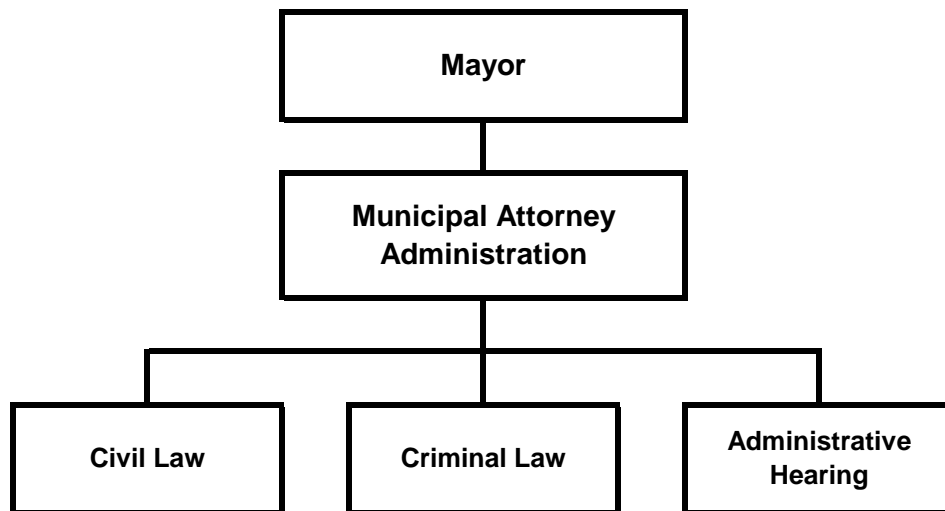 Mayor
Municipal Attorney
Administration
Civil Law
Criminal Law
Administrative
Hearing